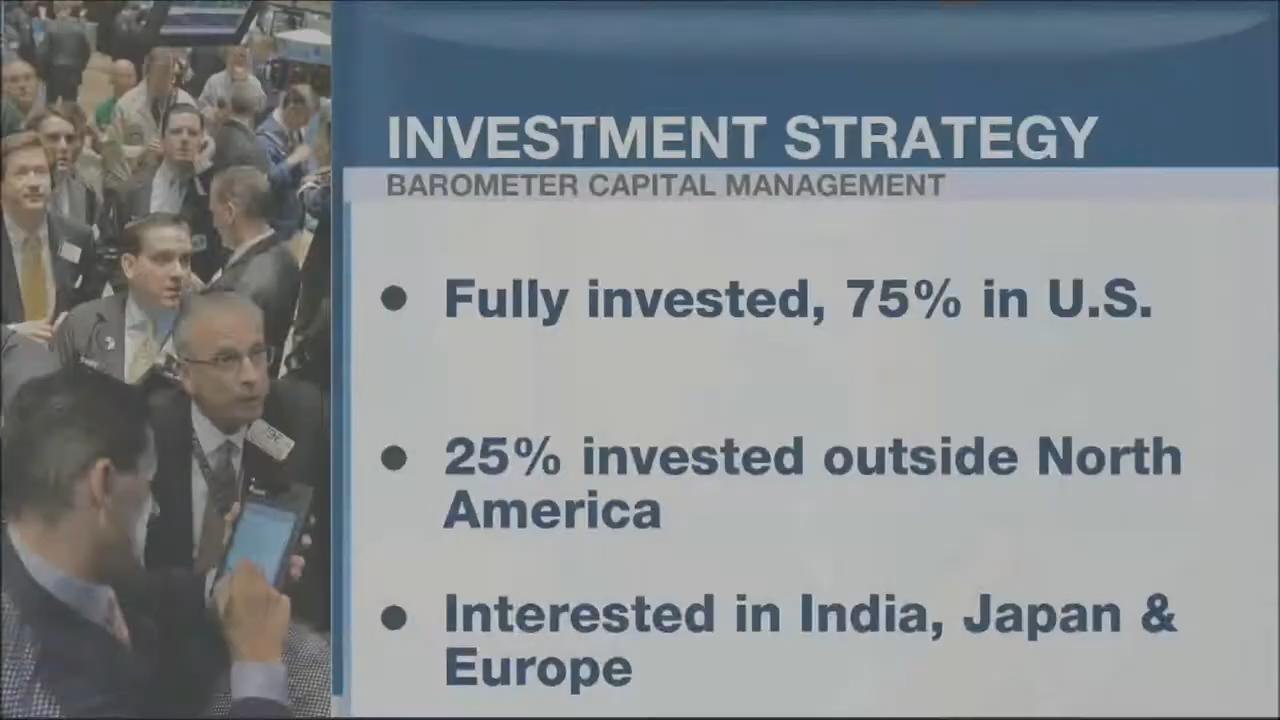 INVESTMENT STRATEGY
BAROMETER CAPITAL MANAGEMENT
● Fully invested, 75% in U.S.
● 25% invested outside North
America
● Interested in India, Japan &
Europe